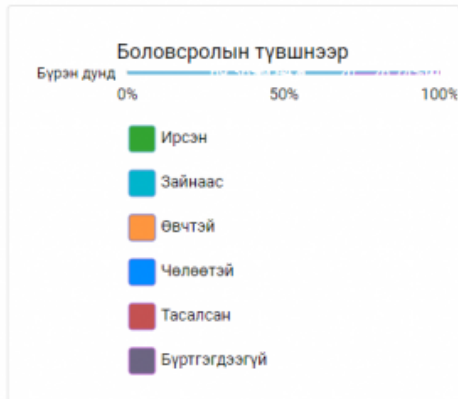 Боловсролын түвшнээр
Бүрэн дунд
0% 50% 100%
Ирсэн
Зайнаас
Өвчтэй
Чөлөөтэй
Тасалсан
Бүртгэгдээгүй